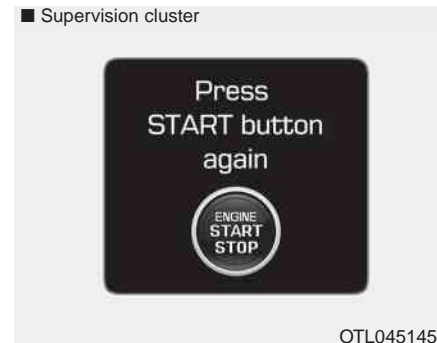 ■ Supervision cluster
Press
START button
again
ENGINE
START
STOP
OTL045145